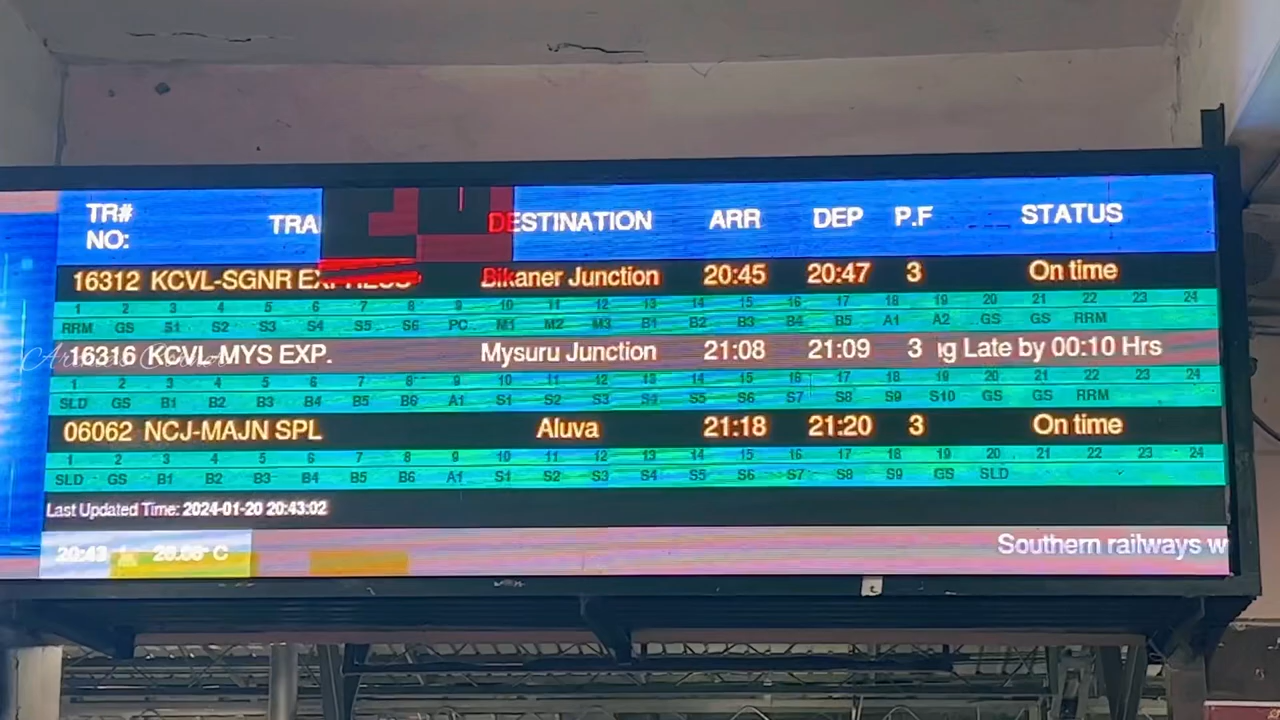 TR# NO: TRAI DESTINATION ARR DEP P.F STATUS
16312 KCVL-SGNR EXPRESS Bikaner Junction 20:45 20:47 3 On time
1 2 3 4 5 6 7 8 9 10 11 12 13 14 15 16 17 18 19 20 21 22 23 24
RRM GS S1 S2 S3 S4 S5 S6 PC M1 M2 M3 B1 B2 B3 B4 B5 A1 A2 GS GS RRM
16316 KCVL-MYS EXP. Mysuru Junction 21:08 21:09 3 ng Late by 00:10 Hrs
1 2 3 4 5 6 7 8 9 10 11 12 13 14 15 16 17 18 19 20 21 22 23 24
SLD GS B1 B2 B3 B4 B5 B6 A1 S1 S2 S3 S4 S5 S6 S7 S8 S9 S10 GS GS RRM
06062 NCJ-MAJN SPL Aluva 21:18 21:20 3 On time
1 2 3 4 5 6 7 8 9 10 11 12 13 14 15 16 17 18 19 20 21 22 23 24
SLD GS B1 B2 B3 B4 B5 B6 A1 S1 S2 S3 S4 S5 S6 S7 S8 S9 GS SLD
Last Updated Time: 2024-01-20 20:43:02
20:43 C Southern railways w